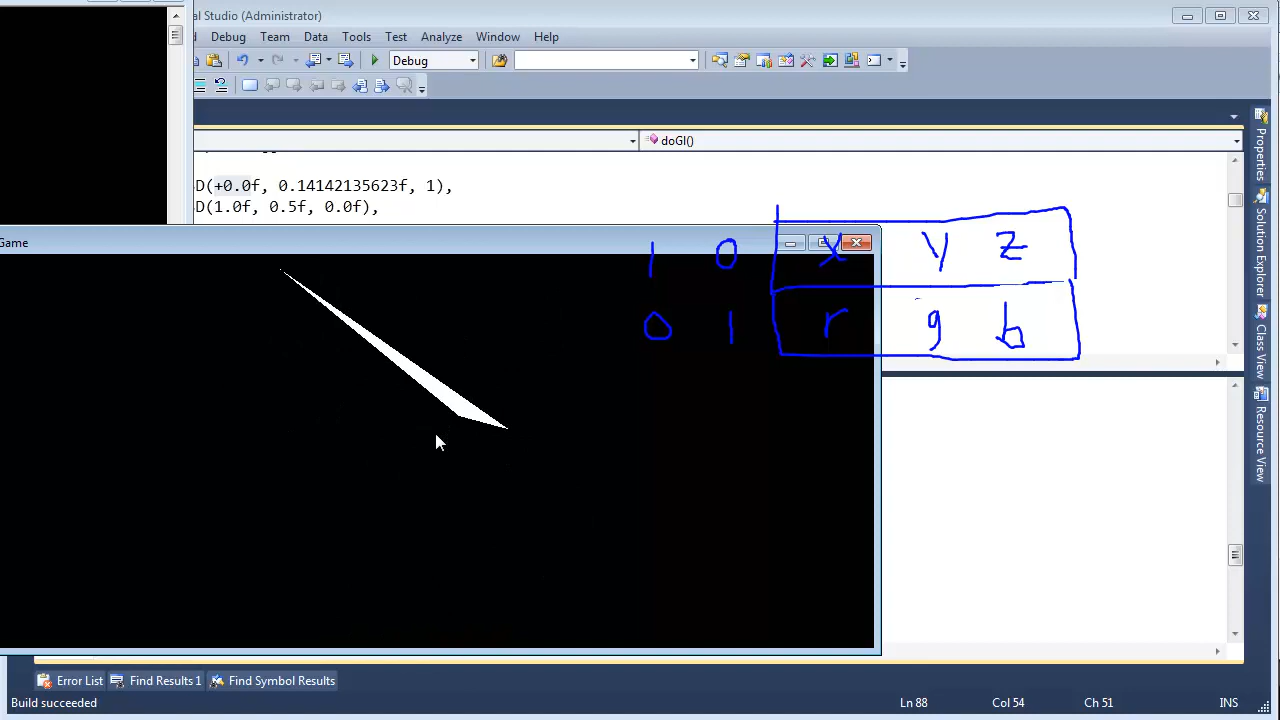 al Studio (Administrator)
Debug Team Data Tools Test Analyze Window Help
Debug
doGl()
D(+0.0f, 0.14142135623f, 1),
D(1.0f, 0.5f, 0.0f),
Game
1 0 x y z
0 1 r g b
Properties
Solution Explorer
Class View
Resource View
Error List Find Results 1 Find Symbol Results
Build succeeded Ln 88 Col 54 Ch 51 INS